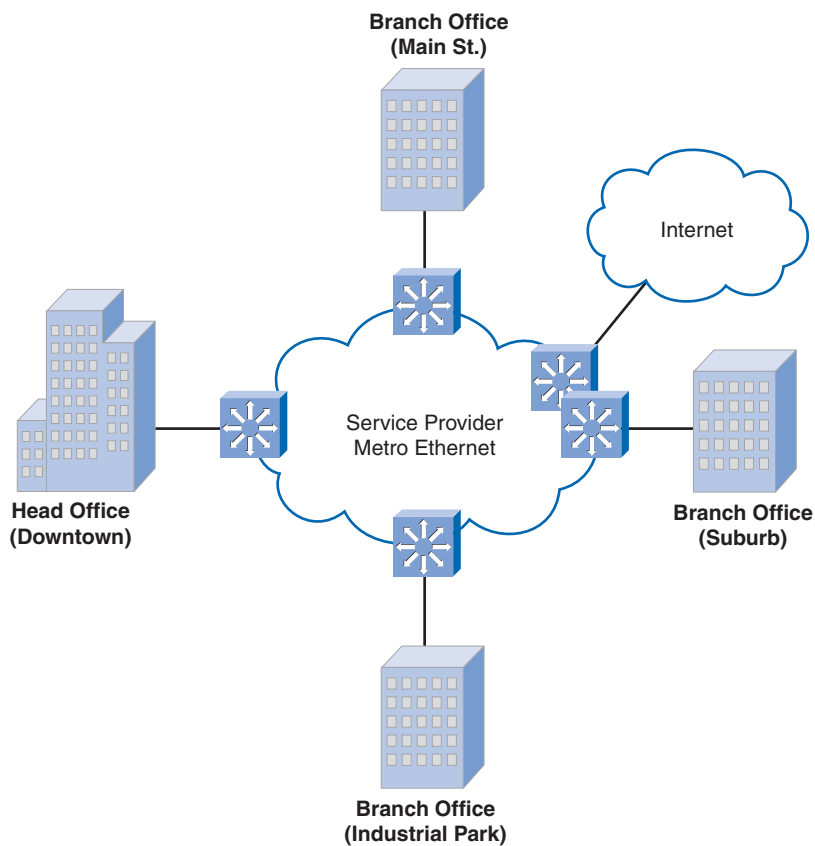 Branch Office
(Main St.)
Internet
Service Provider
Metro Ethernet
Head Office
(Downtown)
Branch Office
(Suburb)
Branch Office
(Industrial Park)